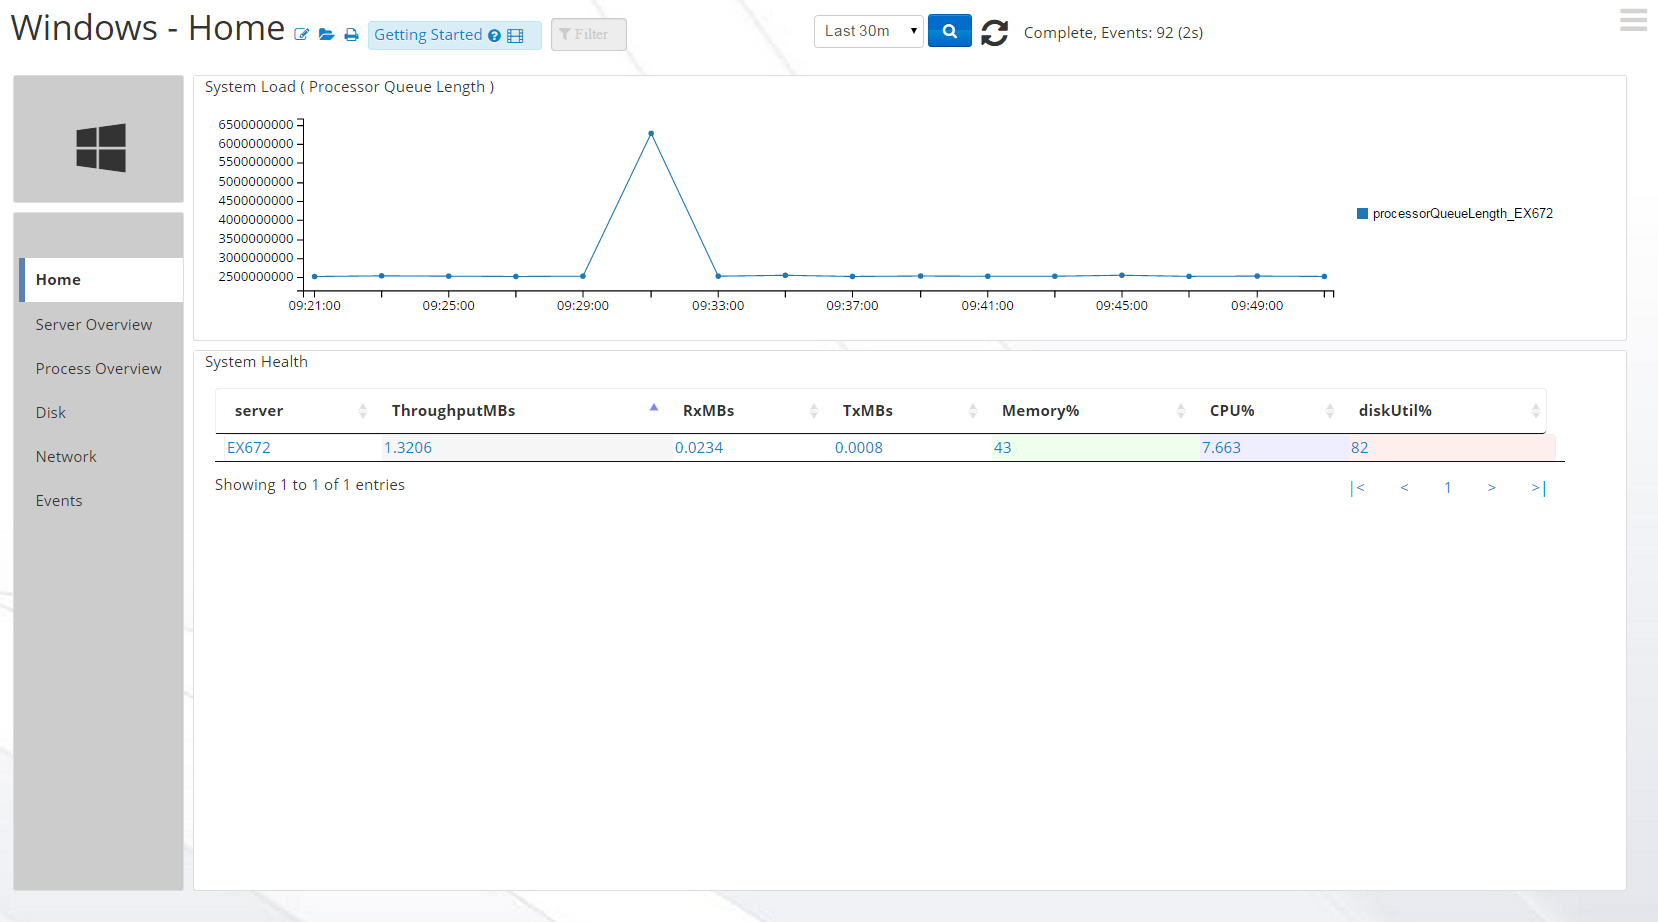 Windows - Home
Getting Started
Filter
Last 30m
Complete, Events: 92 (2s)
Home
Server Overview
Process Overview
Disk
Network
Events
System Load ( Processor Queue Length )
6500000000
6000000000
5500000000
5000000000
4500000000
4000000000
3500000000
3000000000
2500000000
09:21:00 09:25:00 09:29:00 09:33:00 09:37:00 09:41:00 09:45:00 09:49:00
processorQueueLength_EX672
System Health
server ThroughputMBs RxMBs TxMBs Memory% CPU% diskUtil%
EX672 1.3206 0.0234 0.0008 43 7.663 82
Showing 1 to 1 of 1 entries
|< < 1 > >|